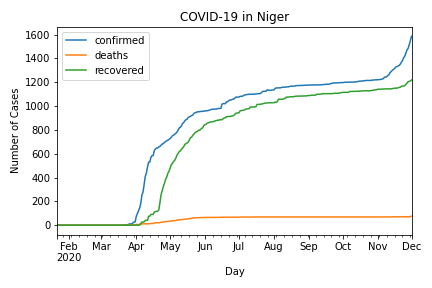 COVID-19 in Niger
confirmed
deaths
recovered
Number of Cases
1600
1400
1200
1000
800
600
400
200
0
Feb Mar Apr May Jun Jul Aug Sep Oct Nov Dec
2020
Day